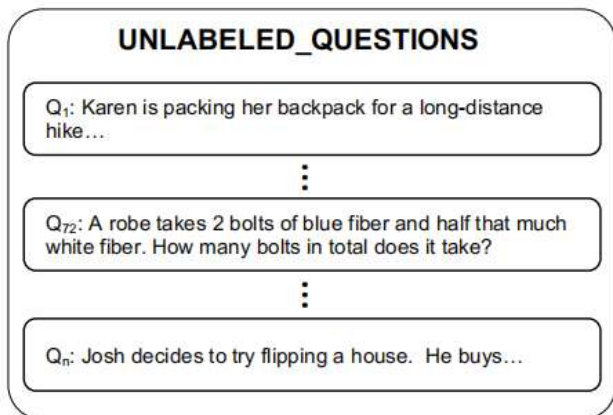 UNLABELED_QUESTIONS
Q₁: Karen is packing her backpack for a long-distance
hike…
⋮
Q₇₂: A robe takes 2 bolts of blue fiber and half that much
white fiber. How many bolts in total does it take?
⋮
Qₙ: Josh decides to try flipping a house.  He buys…